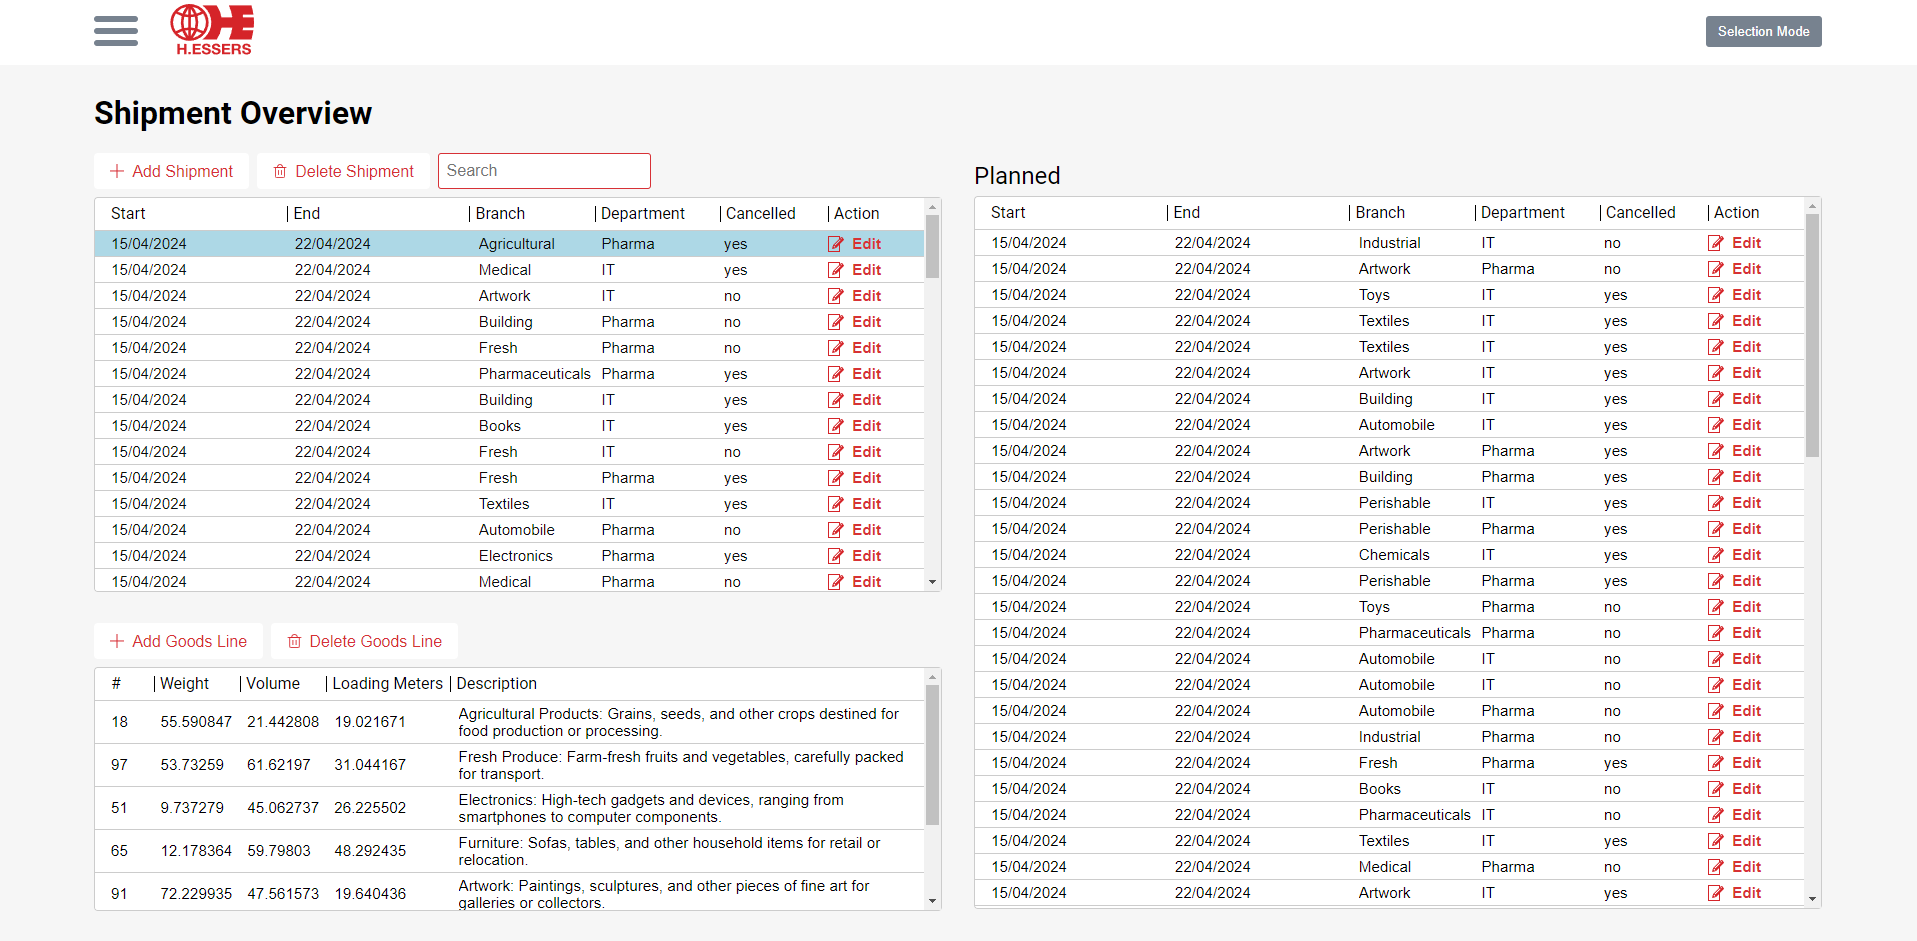 H.ESSERS
Selection Mode
Shipment Overview
Add Shipment Delete Shipment Search
Start End Branch Department Cancelled Action
15/04/2024 22/04/2024 Agricultural Pharma yes Edit
15/04/2024 22/04/2024 Medical IT yes Edit
15/04/2024 22/04/2024 Artwork IT no Edit
15/04/2024 22/04/2024 Building Pharma no Edit
15/04/2024 22/04/2024 Fresh Pharma no Edit
15/04/2024 22/04/2024 Pharmaceuticals Pharma yes Edit
15/04/2024 22/04/2024 Building IT yes Edit
15/04/2024 22/04/2024 Books IT yes Edit
15/04/2024 22/04/2024 Fresh IT no Edit
15/04/2024 22/04/2024 Fresh Pharma yes Edit
15/04/2024 22/04/2024 Textiles IT yes Edit
15/04/2024 22/04/2024 Automobile Pharma no Edit
15/04/2024 22/04/2024 Electronics Pharma yes Edit
15/04/2024 22/04/2024 Medical Pharma no Edit
Add Goods Line Delete Goods Line
# Weight Volume Loading Meters Description
18 55.590847 21.442808 19.021671 Agricultural Products: Grains, seeds, and other crops destined for
food production or processing.
97 53.73259 61.62197 31.044167 Fresh Produce: Farm-fresh fruits and vegetables, carefully packed
for transport.
51 9.737279 45.062737 26.225502 Electronics: High-tech gadgets and devices, ranging from
smartphones to computer components.
65 12.178364 59.79803 48.292435 Furniture: Sofas, tables, and other household items for retail or
relocation.
91 72.229935 47.561573 19.640436 Artwork: Paintings, sculptures, and other pieces of fine art for
galleries or collectors.
Planned
Start End Branch Department Cancelled Action
15/04/2024 22/04/2024 Industrial IT no Edit
15/04/2024 22/04/2024 Artwork Pharma no Edit
15/04/2024 22/04/2024 Toys IT yes Edit
15/04/2024 22/04/2024 Textiles IT yes Edit
15/04/2024 22/04/2024 Textiles IT yes Edit
15/04/2024 22/04/2024 Artwork IT yes Edit
15/04/2024 22/04/2024 Building IT yes Edit
15/04/2024 22/04/2024 Automobile IT yes Edit
15/04/2024 22/04/2024 Artwork Pharma yes Edit
15/04/2024 22/04/2024 Building Pharma yes Edit
15/04/2024 22/04/2024 Perishable IT yes Edit
15/04/2024 22/04/2024 Perishable Pharma yes Edit
15/04/2024 22/04/2024 Chemicals IT yes Edit
15/04/2024 22/04/2024 Perishable Pharma yes Edit
15/04/2024 22/04/2024 Toys Pharma no Edit
15/04/2024 22/04/2024 Pharmaceuticals Pharma no Edit
15/04/2024 22/04/2024 Automobile IT no Edit
15/04/2024 22/04/2024 Automobile IT no Edit
15/04/2024 22/04/2024 Automobile Pharma no Edit
15/04/2024 22/04/2024 Industrial Pharma no Edit
15/04/2024 22/04/2024 Fresh Pharma yes Edit
15/04/2024 22/04/2024 Books IT no Edit
15/04/2024 22/04/2024 Pharmaceuticals IT no Edit
15/04/2024 22/04/2024 Textiles IT yes Edit
15/04/2024 22/04/2024 Medical Pharma no Edit
15/04/2024 22/04/2024 Artwork IT yes Edit